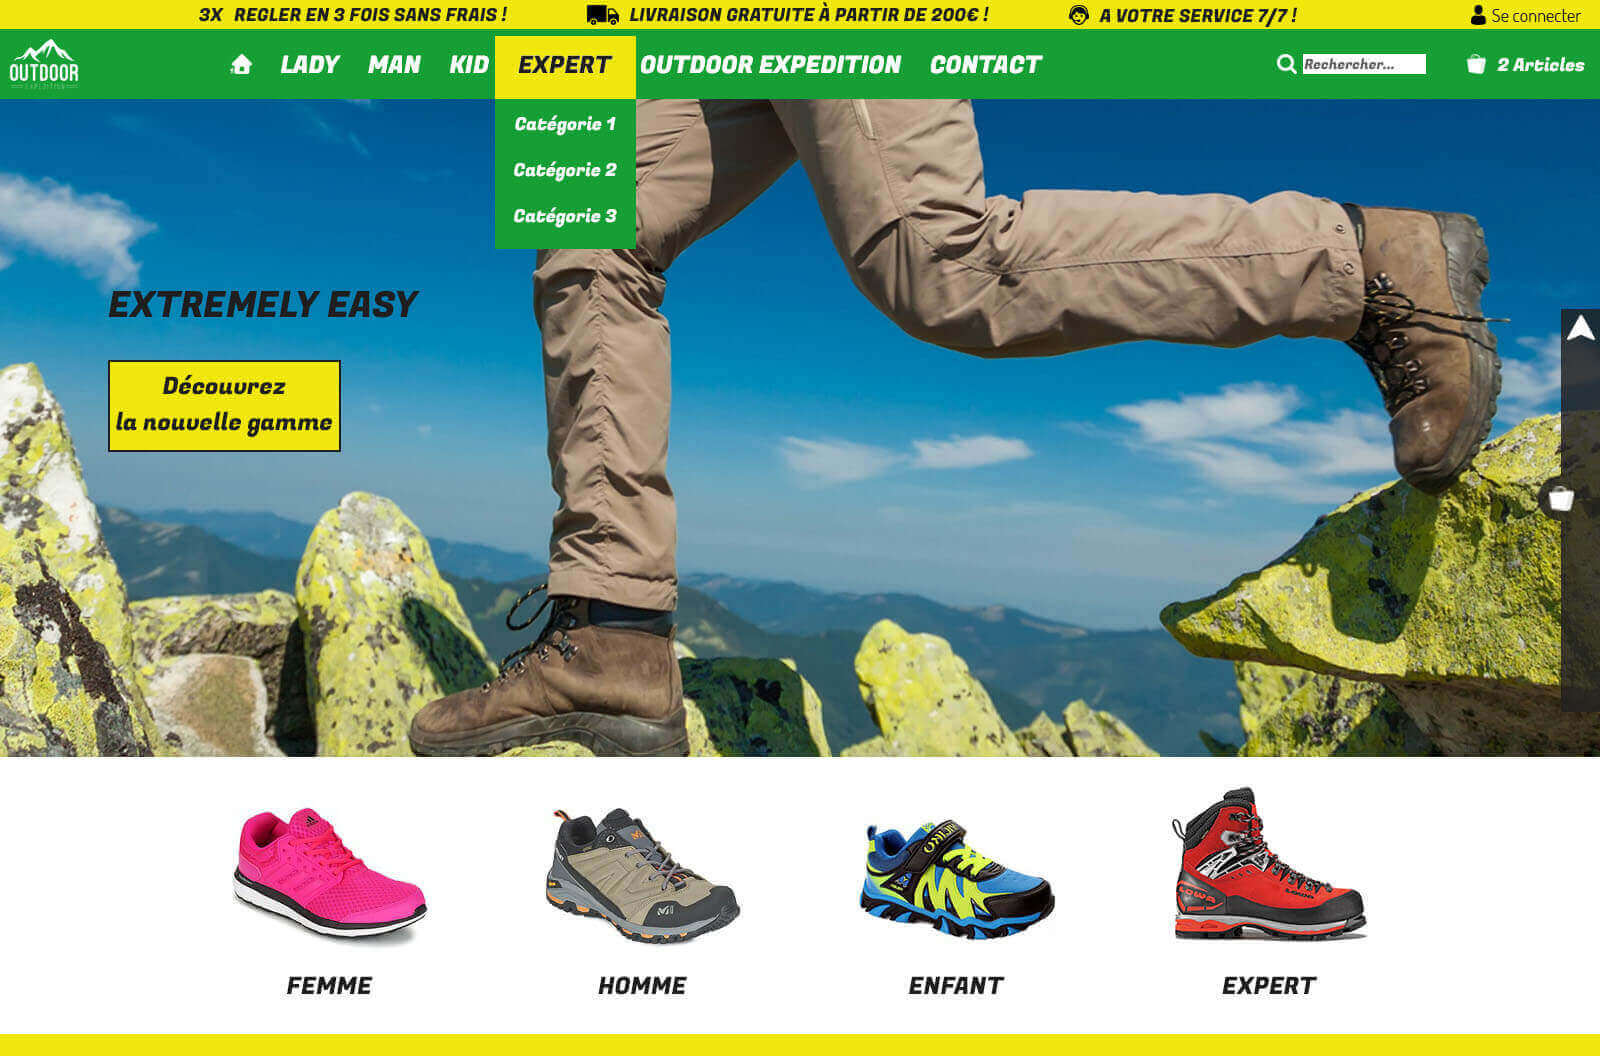 3X REGLER EN 3 FOIS SANS FRAIS !
LIVRAISON GRATUITE À PARTIR DE 200€ !
A VOTRE SERVICE 7/7 !
Se connecter
OUTDOOR
EXPEDITION
LADY
MAN
KID
EXPERT
OUTDOOR EXPEDITION
CONTACT
Rechercher...
2 Articles
Catégorie 1
Catégorie 2
Catégorie 3
EXTREMELY EASY
Découvrez
la nouvelle gamme
LOWA
FEMME
HOMME
ENFANT
EXPERT